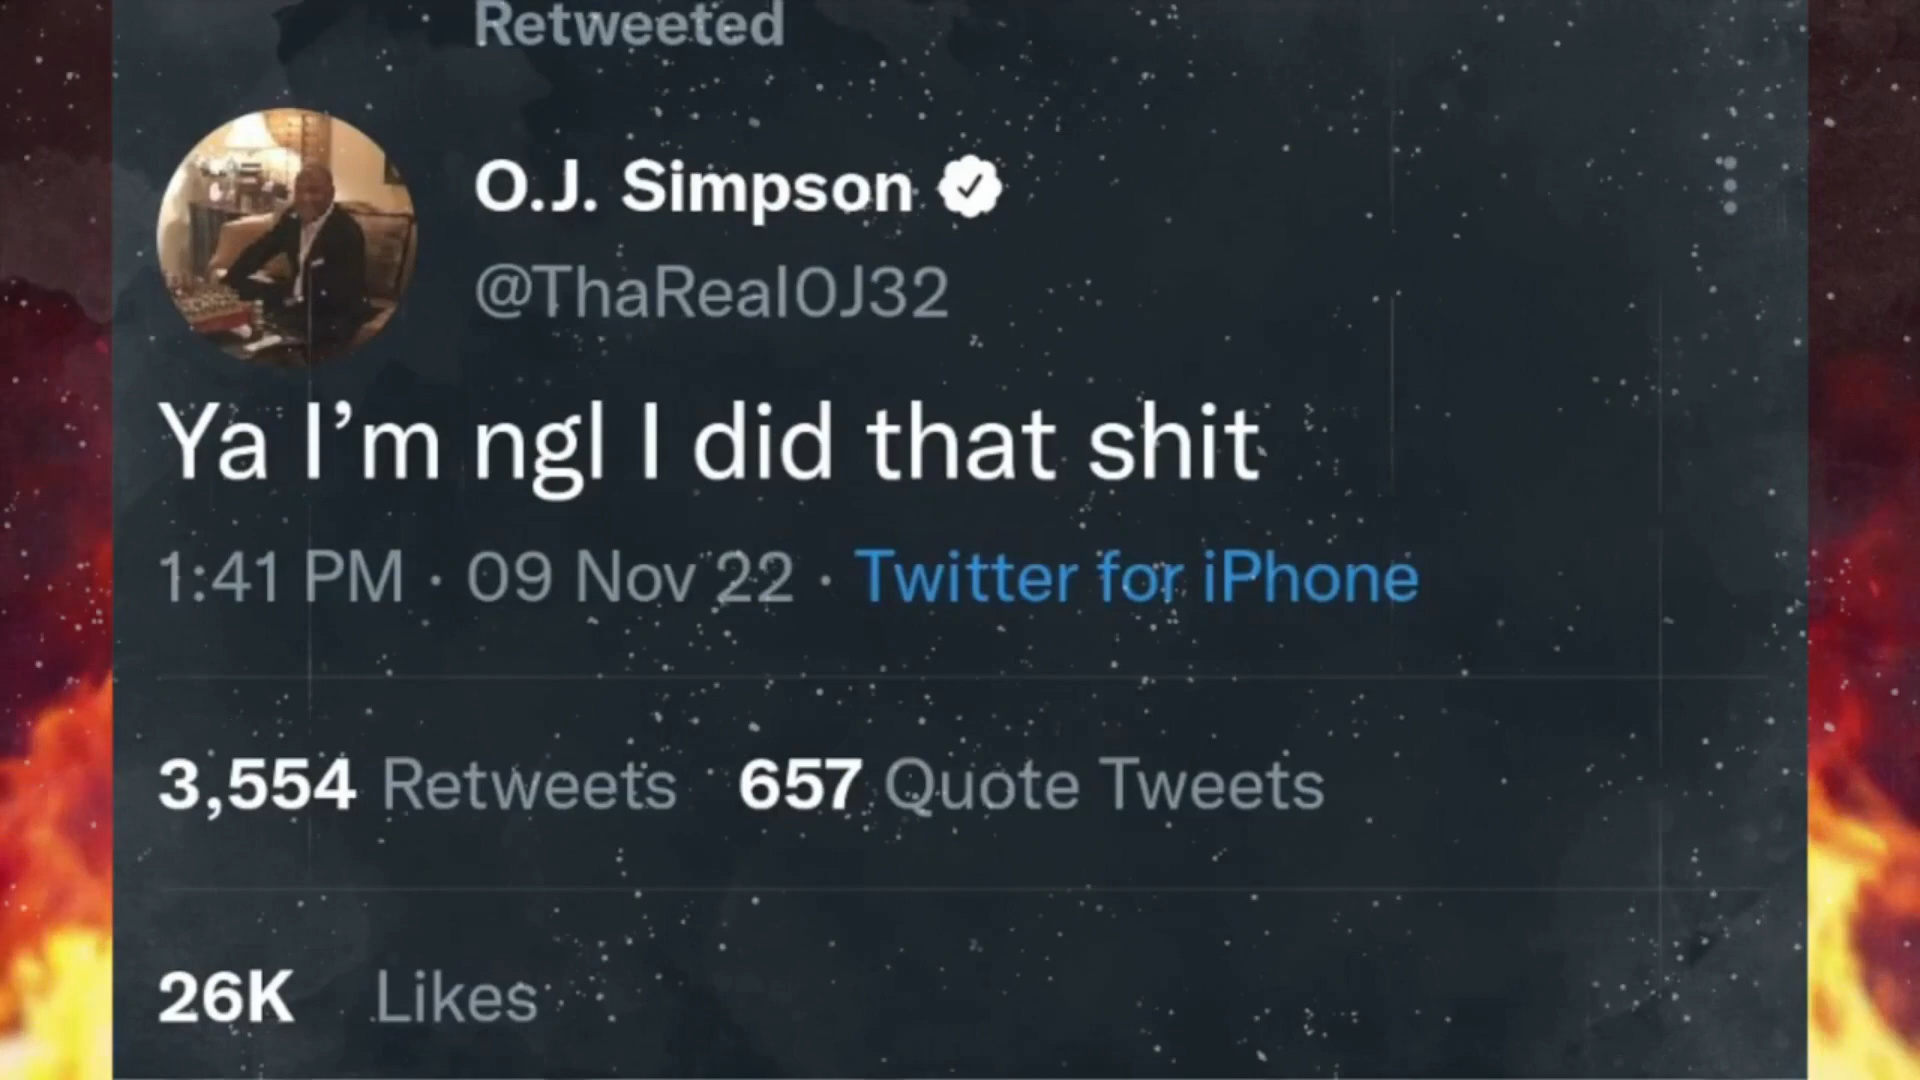 Retweeted
O.J. Simpson
@ThaReal0J32
Ya I’m ngl I did that shit
1:41 PM · 09 Nov 22 · Twitter for iPhone
3,554 Retweets 657 Quote Tweets
26K Likes